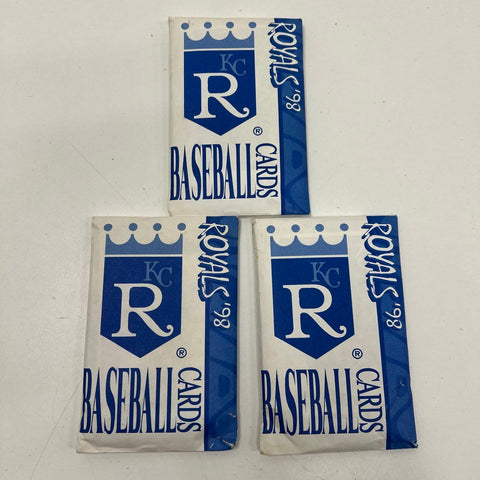 KC
R
®
BASEBALL
CARDS
ROYALS '98
KC
R
®
BASEBALL
CARDS
ROYALS '98
KC
R
®
BASEBALL
CARDS
ROYALS '98